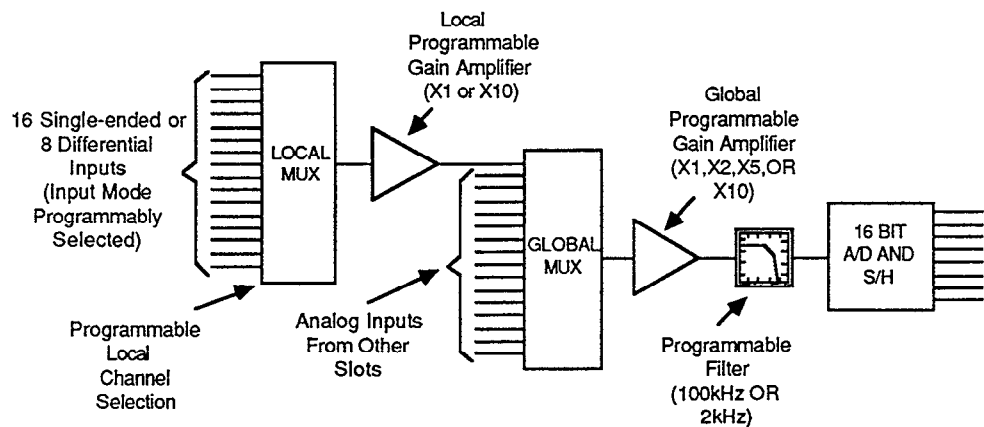 Local
Programmable
Gain Amplifier
(X1 or X10)
16 Single-ended or
8 Differential
Inputs
(Input Mode
Programmably
Selected)
LOCAL
MUX
Programmable
Local
Channel
Selection
Analog Inputs
From Other
Slots
GLOBAL
MUX
Global
Programmable
Gain Amplifier
(X1,X2,X5,OR
X10)
Programmable
Filter
(100kHz OR
2kHz)
16 BIT
A/D AND
S/H